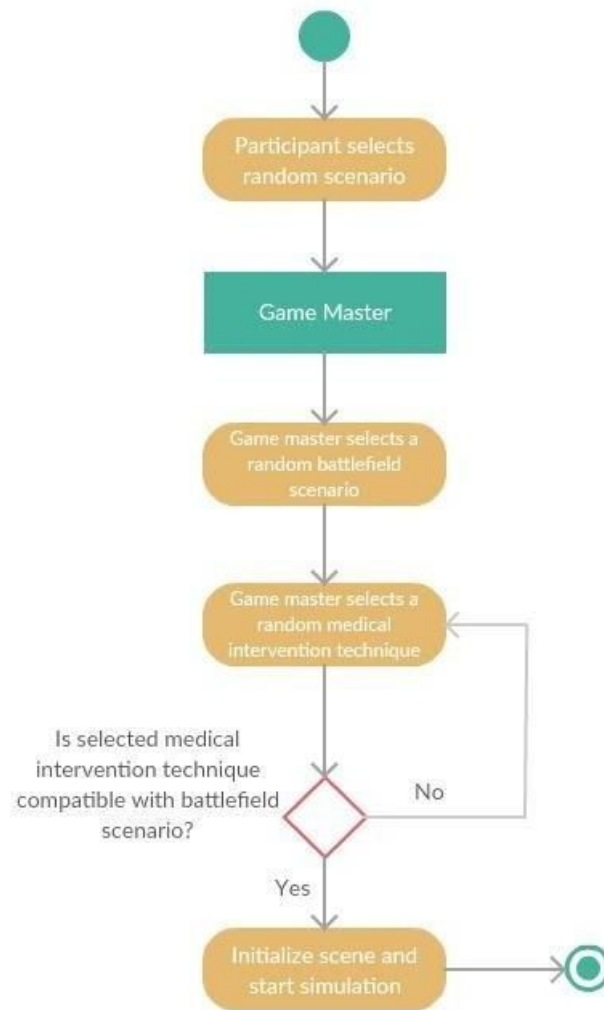 Participant selects
random scenario
Game Master
Game master selects a
random battlefield
scenario
Game master selects a
random medical
intervention technique
Is selected medical
intervention technique
compatible with battlefield
scenario?
No
Yes
Initialize scene and
start simulation